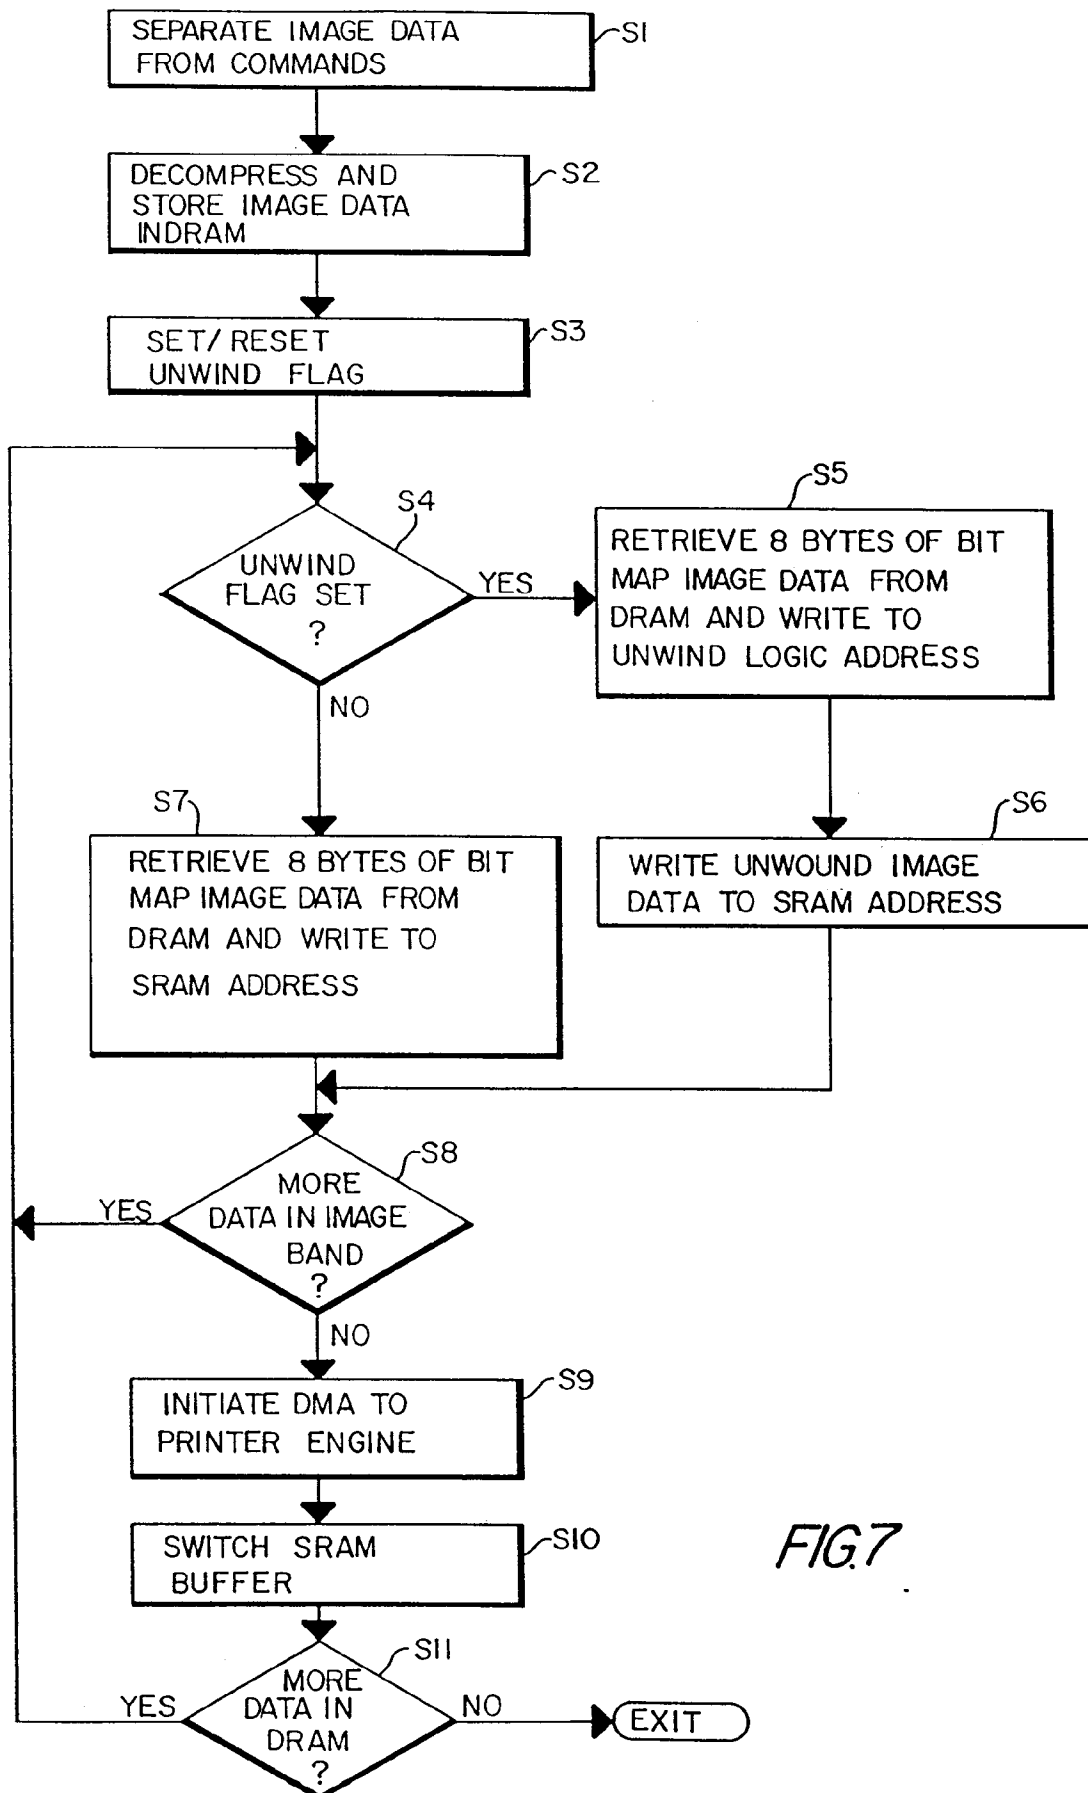 SEPARATE IMAGE DATA
FROM COMMANDS
S1
DECOMPRESS AND
STORE IMAGE DATA
INDRAM
S2
SET/RESET
UNWIND FLAG
S3
UNWIND
FLAG SET
?
S4
YES
NO
RETRIEVE 8 BYTES OF BIT
MAP IMAGE DATA FROM
DRAM AND WRITE TO
UNWIND LOGIC ADDRESS
S5
WRITE UNWOUND IMAGE
DATA TO SRAM ADDRESS
S6
S7
RETRIEVE 8 BYTES OF BIT
MAP IMAGE DATA FROM
DRAM AND WRITE TO
SRAM ADDRESS
MORE
DATA IN IMAGE
BAND
?
S8
YES
NO
INITIATE DMA TO
PRINTER ENGINE
S9
SWITCH SRAM
BUFFER
S10
FIG.7
MORE
DATA IN
DRAM
?
S11
YES
NO
EXIT